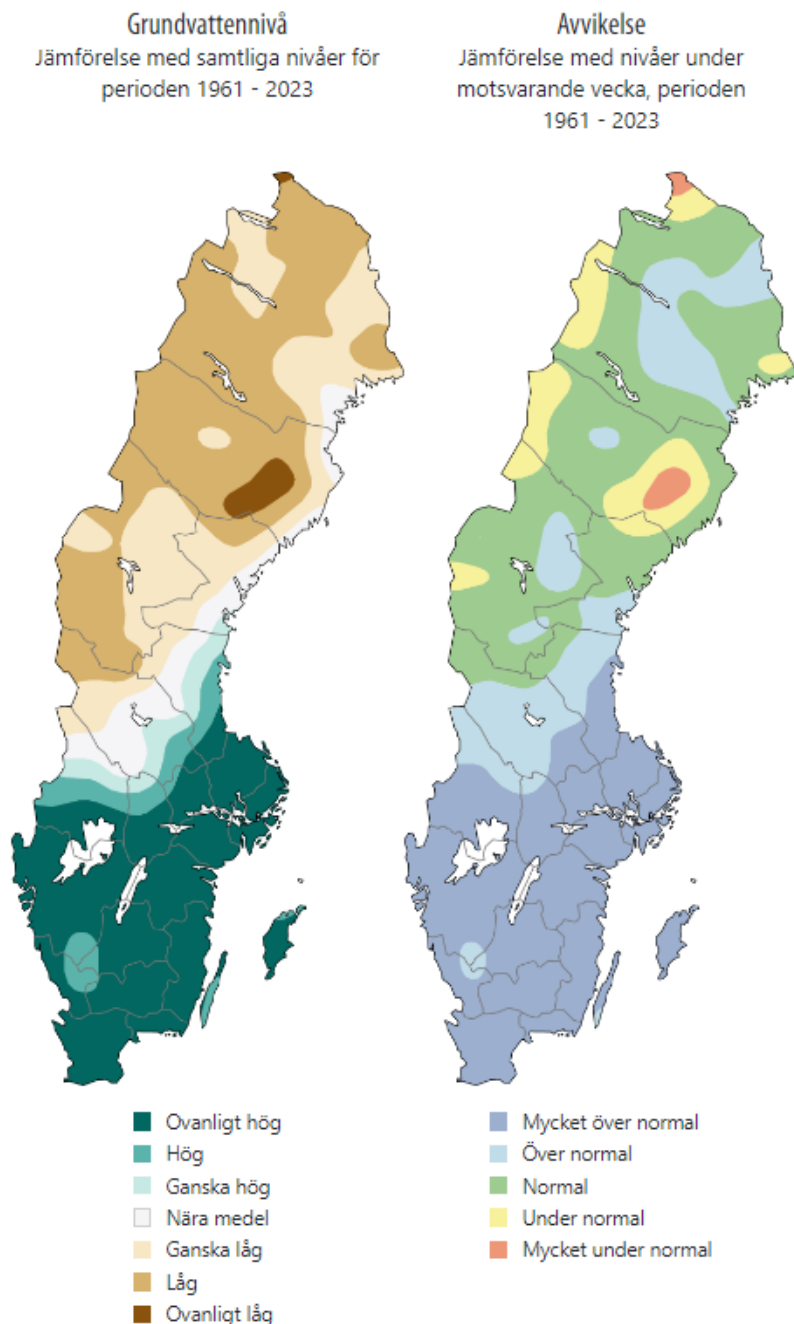 Grundvattennivå
Jämförelse med samtliga nivåer för
perioden 1961 - 2023
Avvikelse
Jämförelse med nivåer under
motsvarande vecka, perioden
1961 - 2023
Ovanligt hög
Hög
Ganska hög
Nära medel
Ganska låg
Låg
Ovanligt låg
Mycket över normal
Över normal
Normal
Under normal
Mycket under normal